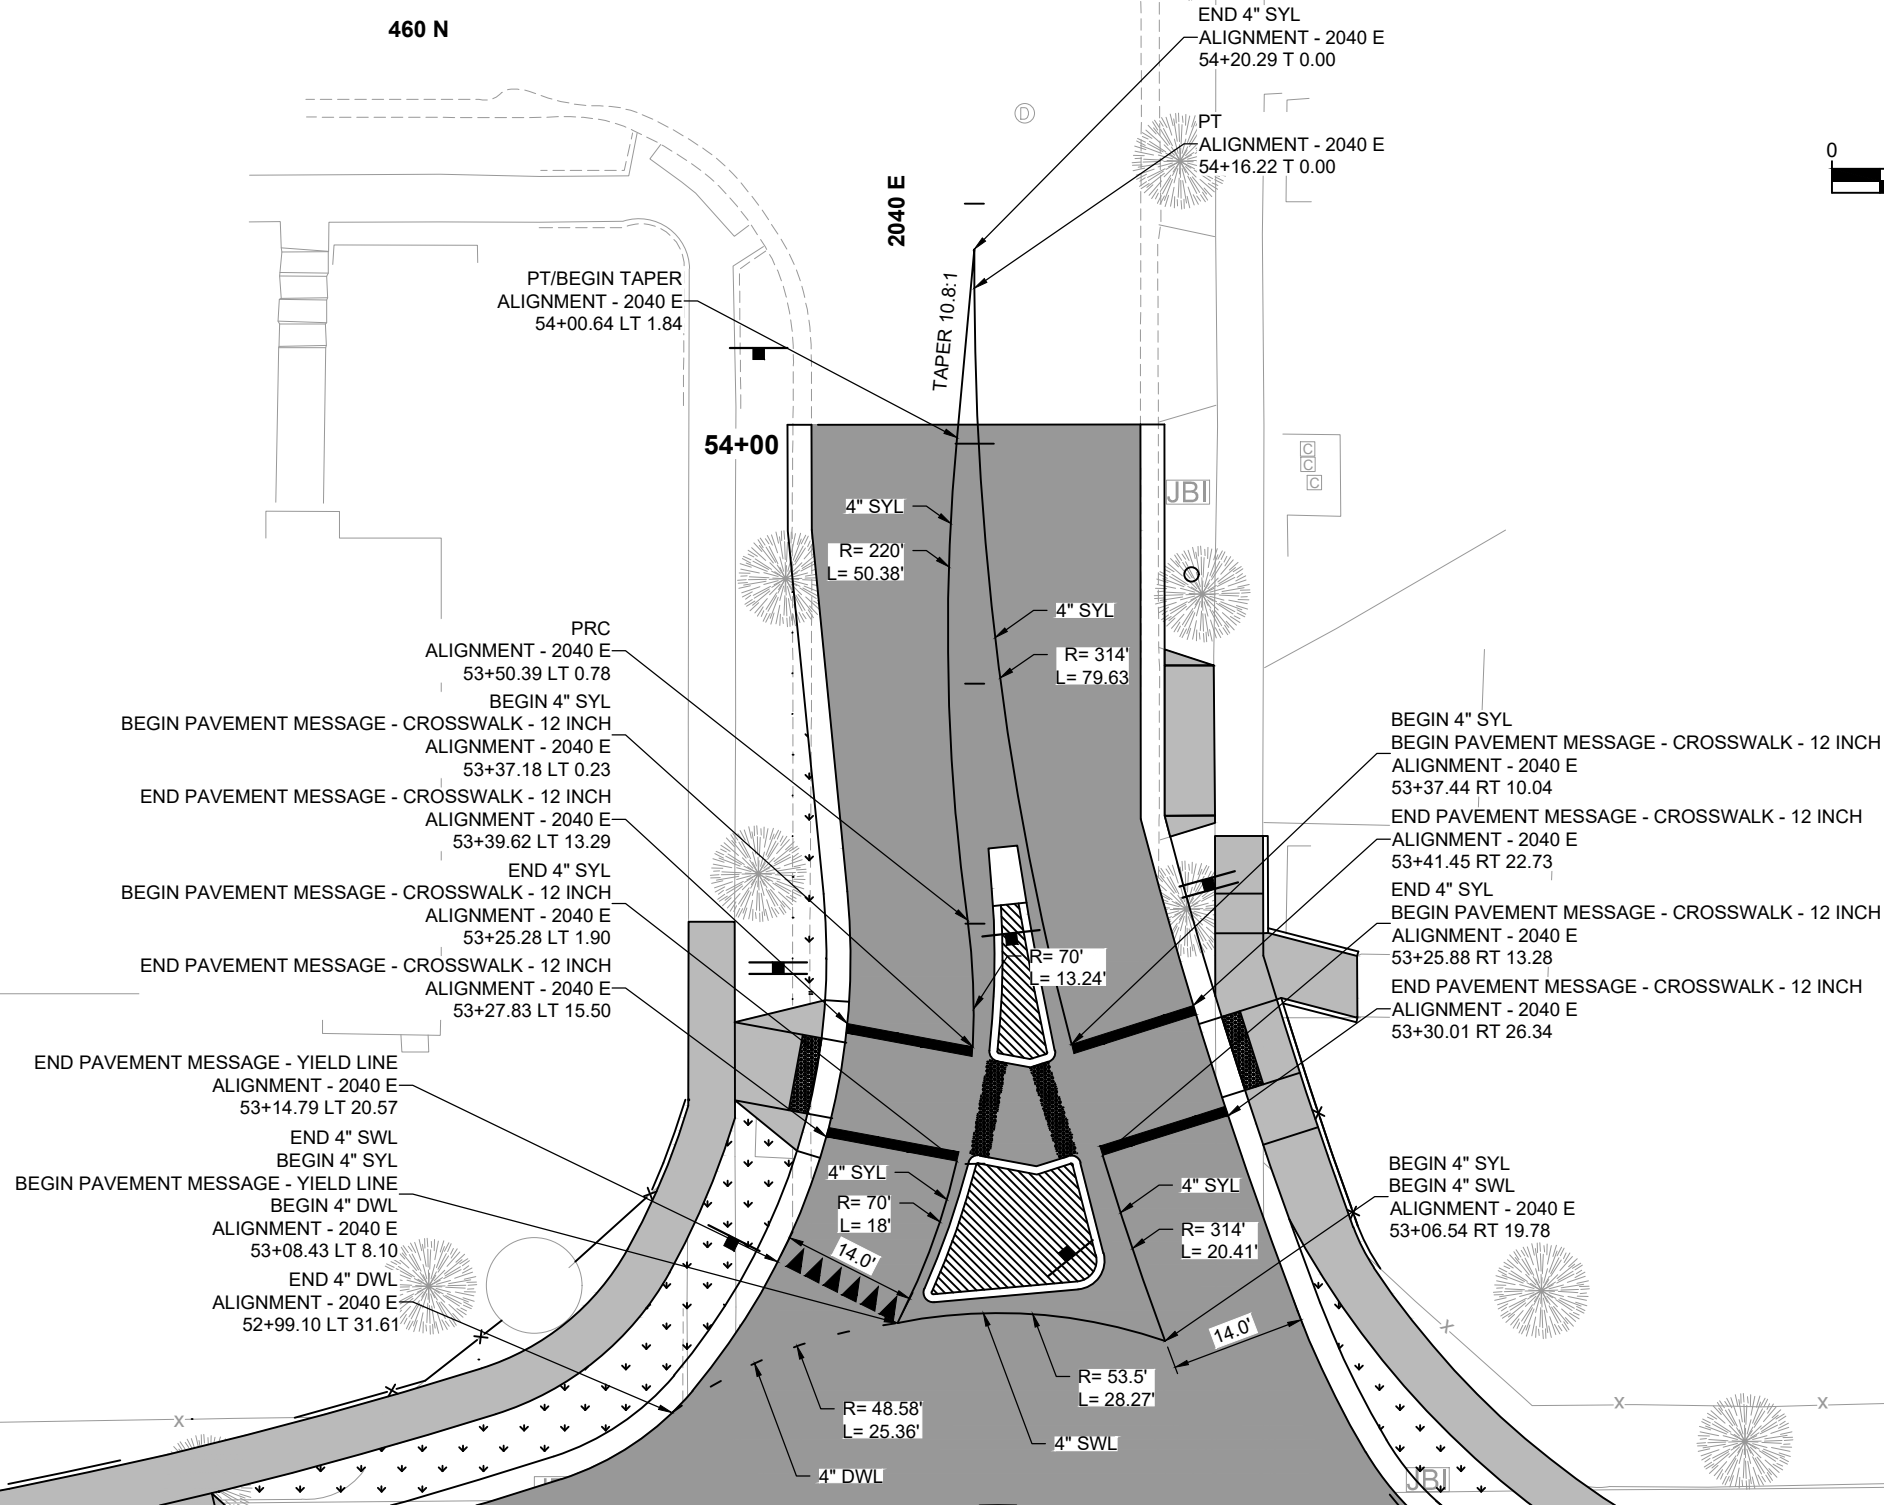 460 N
END 4" SYL
ALIGNMENT - 2040 E
54+20.29 T 0.00
D
PT
ALIGNMENT - 2040 E
54+16.22 T 0.00
0
2040 E
PT/BEGIN TAPER
ALIGNMENT - 2040 E
54+00.64 LT 1.84
TAPER 10.8:1
54+00
C
C
C
JBI
4" SYL
R= 220'
L= 50.38'
4" SYL
R= 314'
L= 79.63
PRC
ALIGNMENT - 2040 E
53+50.39 LT 0.78
BEGIN 4" SYL
BEGIN PAVEMENT MESSAGE - CROSSWALK - 12 INCH
ALIGNMENT - 2040 E
53+37.18 LT 0.23
END PAVEMENT MESSAGE - CROSSWALK - 12 INCH
ALIGNMENT - 2040 E
53+39.62 LT 13.29
END 4" SYL
BEGIN PAVEMENT MESSAGE - CROSSWALK - 12 INCH
ALIGNMENT - 2040 E
53+25.28 LT 1.90
END PAVEMENT MESSAGE - CROSSWALK - 12 INCH
ALIGNMENT - 2040 E
53+27.83 LT 15.50
BEGIN 4" SYL
BEGIN PAVEMENT MESSAGE - CROSSWALK - 12 INCH
ALIGNMENT - 2040 E
53+37.44 RT 10.04
END PAVEMENT MESSAGE - CROSSWALK - 12 INCH
ALIGNMENT - 2040 E
53+41.45 RT 22.73
END 4" SYL
BEGIN PAVEMENT MESSAGE - CROSSWALK - 12 INCH
ALIGNMENT - 2040 E
53+25.88 RT 13.28
END PAVEMENT MESSAGE - CROSSWALK - 12 INCH
ALIGNMENT - 2040 E
53+30.01 RT 26.34
R= 70'
L= 13.24'
END PAVEMENT MESSAGE - YIELD LINE
ALIGNMENT - 2040 E
53+14.79 LT 20.57
END 4" SWL
BEGIN 4" SYL
BEGIN PAVEMENT MESSAGE - YIELD LINE
BEGIN 4" DWL
ALIGNMENT - 2040 E
53+08.43 LT 8.10
END 4" DWL
ALIGNMENT - 2040 E
52+99.10 LT 31.61
4" SYL
R= 70'
L= 18'
14.0'
4" SYL
R= 314'
L= 20.41'
BEGIN 4" SYL
BEGIN 4" SWL
ALIGNMENT - 2040 E
53+06.54 RT 19.78
14.0'
R= 53.5'
L= 28.27'
R= 48.58'
L= 25.36'
4" SWL
4" DWL
JBI